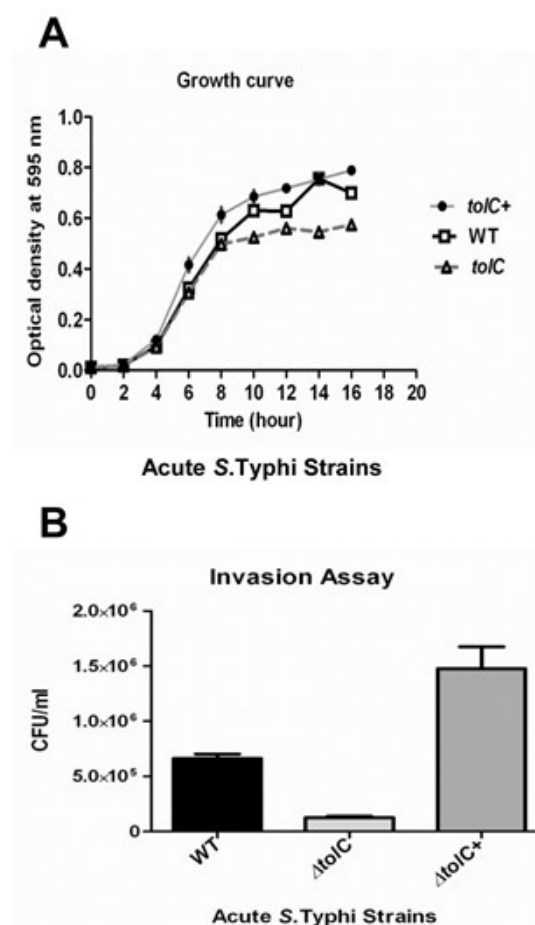 A
Growth curve
Optical density at 595 nm
1.0
0.8
0.6
0.4
0.2
0.0
0 2 4 6 8 10 12 14 16 18 20
Time (hour)
tolC+
WT
tolC
Acute S.Typhi Strains
B
Invasion Assay
CFU/ml
2.0×10⁶
1.5×10⁶
1.0×10⁶
5.0×10⁵
0
WT
ΔtolC
ΔtolC+
Acute S.Typhi Strains